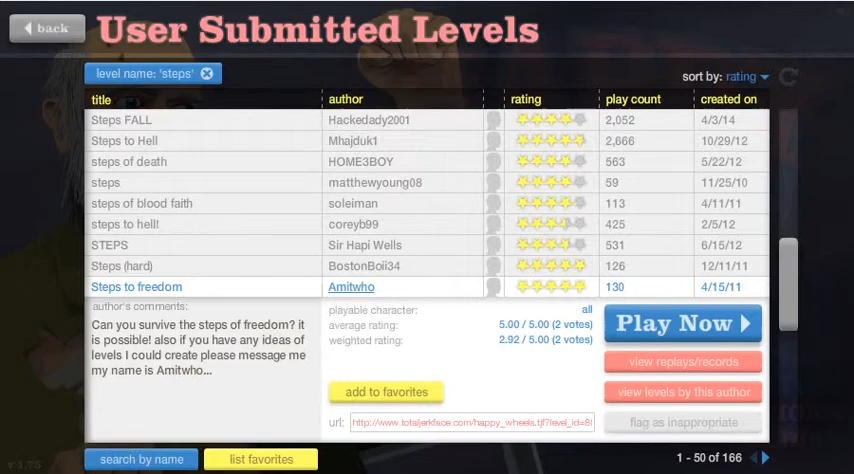 back
User Submitted Levels
level name: 'steps'
sort by: rating
title author rating play count created on
Steps FALL Hackedady2001 2,052 4/3/14
Steps to Hell Mhajduk1 2,666 10/29/12
steps of death HOME3BOY 563 5/22/12
steps matthewyoung08 59 11/25/10
steps of blood faith soleiman 113 4/11/11
steps to hell! coreyb99 425 2/5/12
STEPS Sir Hapi Wells 531 6/15/12
Steps (hard) BostonBoii34 126 12/11/11
Steps to freedom Amitwho 130 4/15/11
author's comments:
Can you survive the steps of freedom? it
is possible! also if you have any ideas of
levels I could create please message me
my name is Amitwho...
playable character: all
average rating: 5.00 / 5.00 (2 votes)
weighted rating: 2.92 / 5.00 (2 votes)
add to favorites
url: http://www.totaljerkface.com/happy_wheels.tjf?level_id=8
Play Now
view replays/records
view levels by this author
flag as inappropriate
v 1.75
search by name
list favorites
1 - 50 of 166